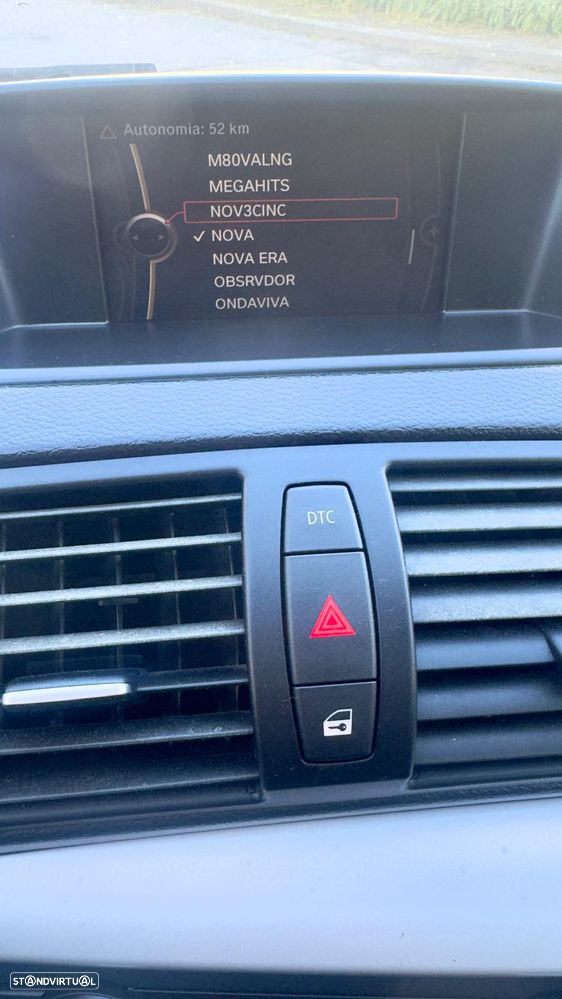 Autonomia: 52 km
M80VALNG
MEGAHITS
NOV3CINC
✓ NOVA
NOVA ERA
OBSRVDOR
ONDAVIVA
DTC
STANDVIRTUAL